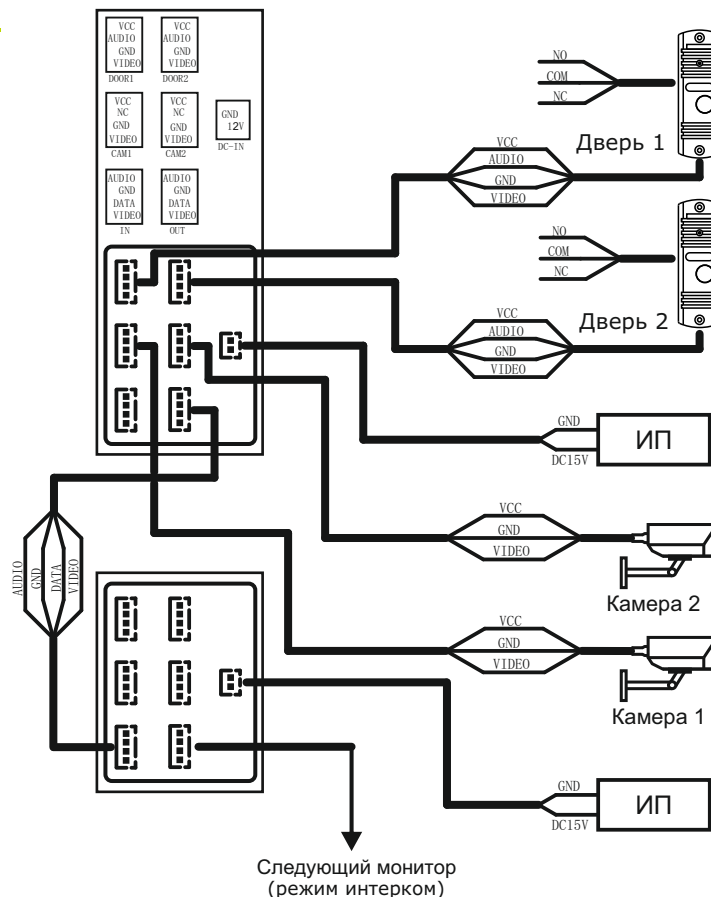 VCC
AUDIO
GND
VIDEO
DOOR1
VCC
AUDIO
GND
VIDEO
DOOR2
VCC
NC
GND
VIDEO
CAM1
VCC
NC
GND
VIDEO
CAM2
GND
12V
DC-IN
AUDIO
GND
DATA
VIDEO
IN
AUDIO
GND
DATA
VIDEO
OUT
NO
COM
NC
Дверь 1
VCC
AUDIO
GND
VIDEO
NO
COM
NC
Дверь 2
VCC
AUDIO
GND
VIDEO
GND
DC15V
ИП
VCC
GND
VIDEO
Камера 2
AUDIO
GND
DATA
VIDEO
VCC
GND
VIDEO
Камера 1
GND
DC15V
ИП
Следующий монитор
(режим интерком)